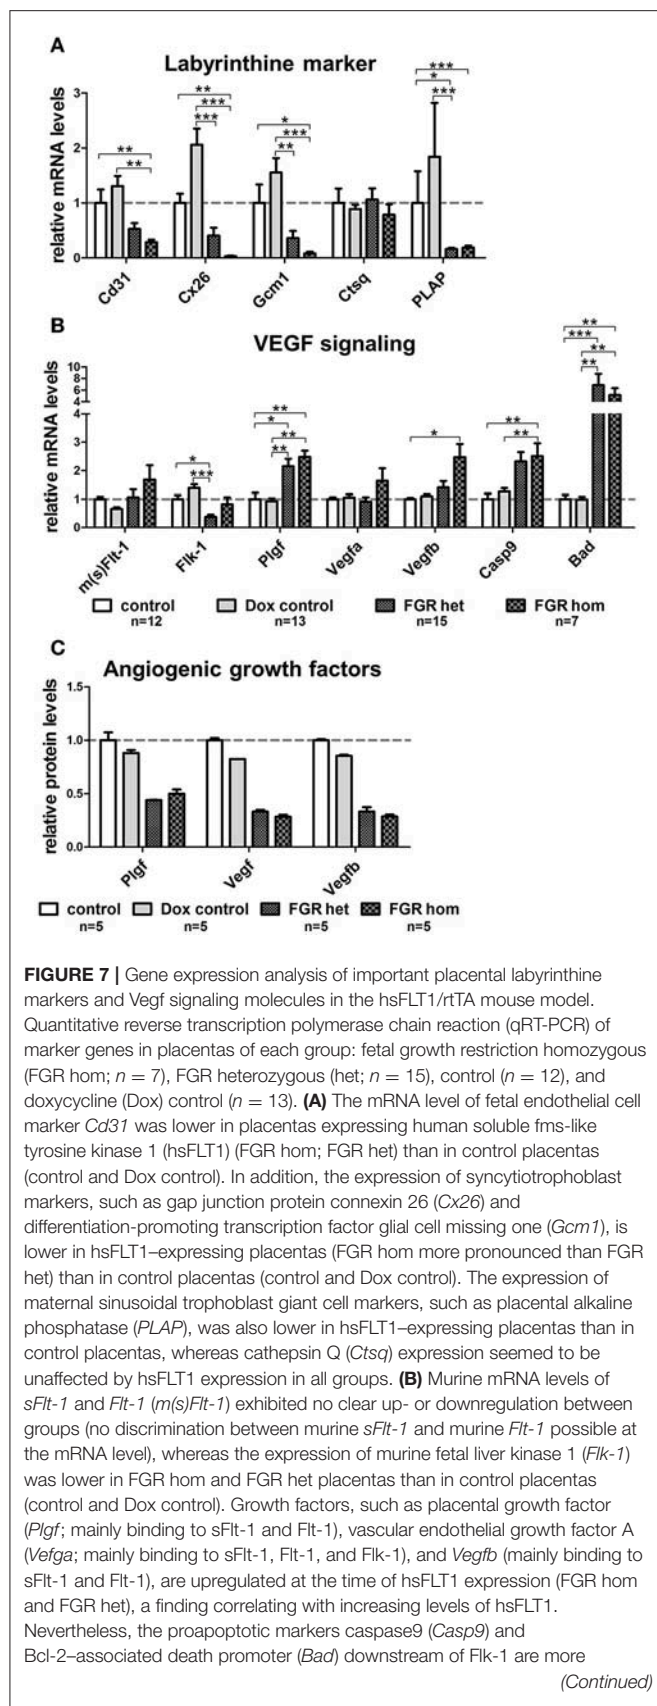 A
Labyrinthine marker
** ** ** *** *** * *** ** *** * ***
relative mRNA levels
3
2
1
0
Cd31 Cx26 Gcm1 Ctsq PLAP
B
VEGF signaling
* *** ** * ** ** * ** ** ** *** ** **
relative mRNA levels
10
8
6
4
4
3
2
1
0
m(s)Flt-1 Flk-1 Plgf Vegfa Vegfb Casp9 Bad
control Dox control FGR het FGR hom
n=12 n=13 n=15 n=7
C
Angiogenic growth factors
relative protein levels
1.5
1.0
0.5
0.0
Plgf Vegf Vegfb
control Dox control FGR het FGR hom
n=5 n=5 n=5 n=5
FIGURE 7 | Gene expression analysis of important placental labyrinthine
markers and Vegf signaling molecules in the hsFLT1/rtTA mouse model.
Quantitative reverse transcription polymerase chain reaction (qRT-PCR) of
marker genes in placentas of each group: fetal growth restriction homozygous
(FGR hom; n = 7), FGR heterozygous (het; n = 15), control (n = 12), and
doxycycline (Dox) control (n = 13). (A) The mRNA level of fetal endothelial cell
marker Cd31 was lower in placentas expressing human soluble fms-like
tyrosine kinase 1 (hsFLT1) (FGR hom; FGR het) than in control placentas
(control and Dox control). In addition, the expression of syncytiotrophoblast
markers, such as gap junction protein connexin 26 (Cx26) and
differentiation-promoting transcription factor glial cell missing one (Gcm1), is
lower in hsFLT1–expressing placentas (FGR hom more pronounced than FGR
het) than in control placentas (control and Dox control). The expression of
maternal sinusoidal trophoblast giant cell markers, such as placental alkaline
phosphatase (PLAP), was also lower in hsFLT1–expressing placentas than in
control placentas, whereas cathepsin Q (Ctsq) expression seemed to be
unaffected by hsFLT1 expression in all groups. (B) Murine mRNA levels of
sFlt-1 and Flt-1 (m(s)Flt-1) exhibited no clear up- or downregulation between
groups (no discrimination between murine sFlt-1 and murine Flt-1 possible at
the mRNA level), whereas the expression of murine fetal liver kinase 1 (Flk-1)
was lower in FGR hom and FGR het placentas than in control placentas
(control and Dox control). Growth factors, such as placental growth factor
(Plgf; mainly binding to sFlt-1 and Flt-1), vascular endothelial growth factor A
(Vefga; mainly binding to sFlt-1, Flt-1, and Flk-1), and Vegfb (mainly binding to
sFlt-1 and Flt-1), are upregulated at the time of hsFLT1 expression (FGR hom
and FGR het), a finding correlating with increasing levels of hsFLT1.
Nevertheless, the proapoptotic markers caspase9 (Casp9) and
Bcl-2–associated death promoter (Bad) downstream of Flk-1 are more
(Continued)